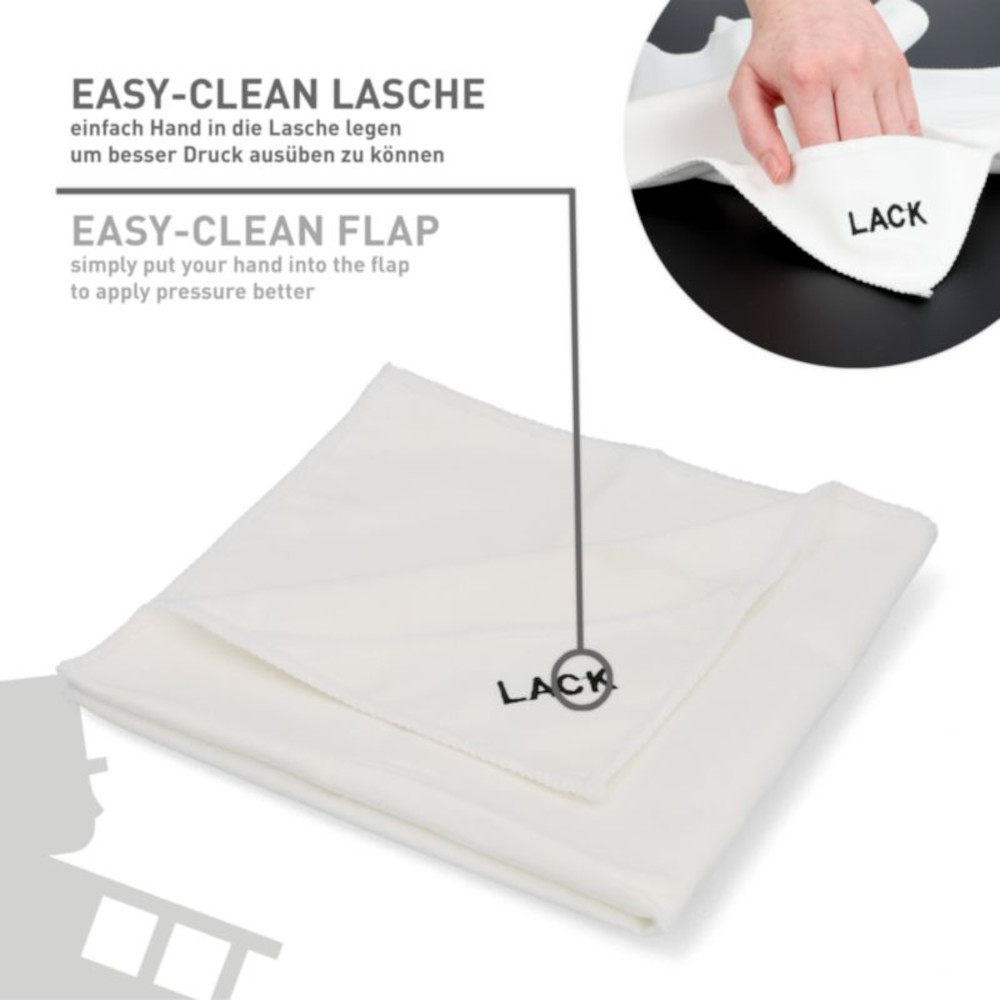 EASY-CLEAN LASCHE
einfach Hand in die Lasche legen
um besser Druck ausüben zu können
EASY-CLEAN FLAP
simply put your hand into the flap
to apply pressure better
LACK
LACK